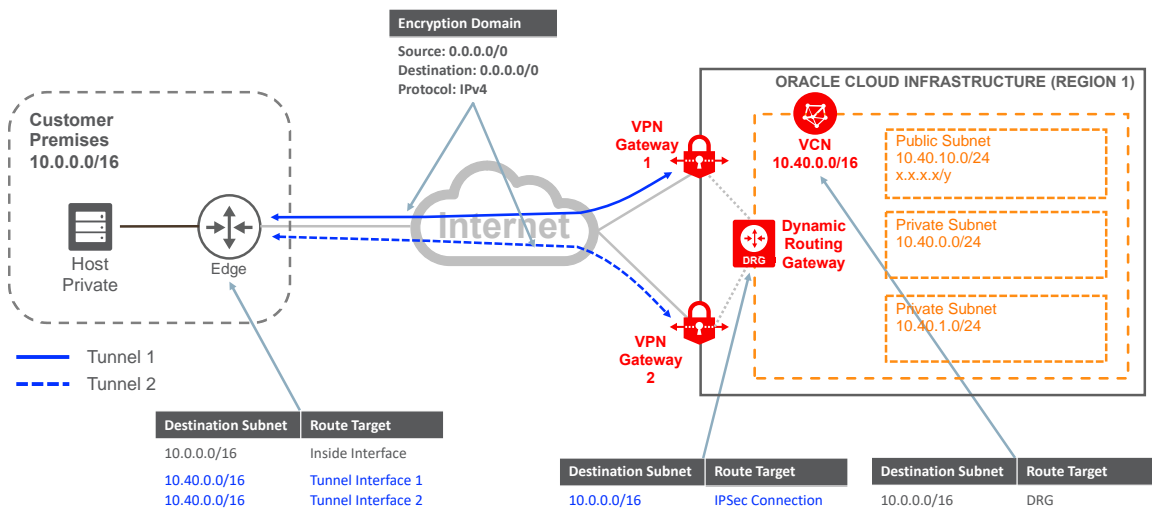 Encryption Domain
Source: 0.0.0.0/0
Destination: 0.0.0.0/0
Protocol: IPv4
ORACLE CLOUD INFRASTRUCTURE (REGION 1)
Customer
Premises
10.0.0.0/16
Host
Private
Edge
Internet
VPN
Gateway
1
VPN
Gateway
2
DRG
Dynamic
Routing
Gateway
VCN
10.40.0.0/16
Public Subnet
10.40.10.0/24
x.x.x.x/y
Private Subnet
10.40.0.0/24
Private Subnet
10.40.1.0/24
Tunnel 1
Tunnel 2
Destination Subnet Route Target
10.0.0.0/16 Inside Interface
10.40.0.0/16 Tunnel Interface 1
10.40.0.0/16 Tunnel Interface 2
Destination Subnet Route Target
10.0.0.0/16 IPSec Connection
Destination Subnet Route Target
10.0.0.0/16 DRG